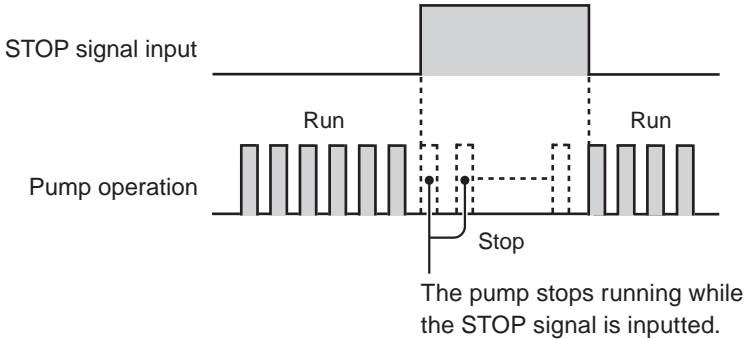 STOP signal input
Run
Run
Pump operation
Stop
The pump stops running while
the STOP signal is inputted.